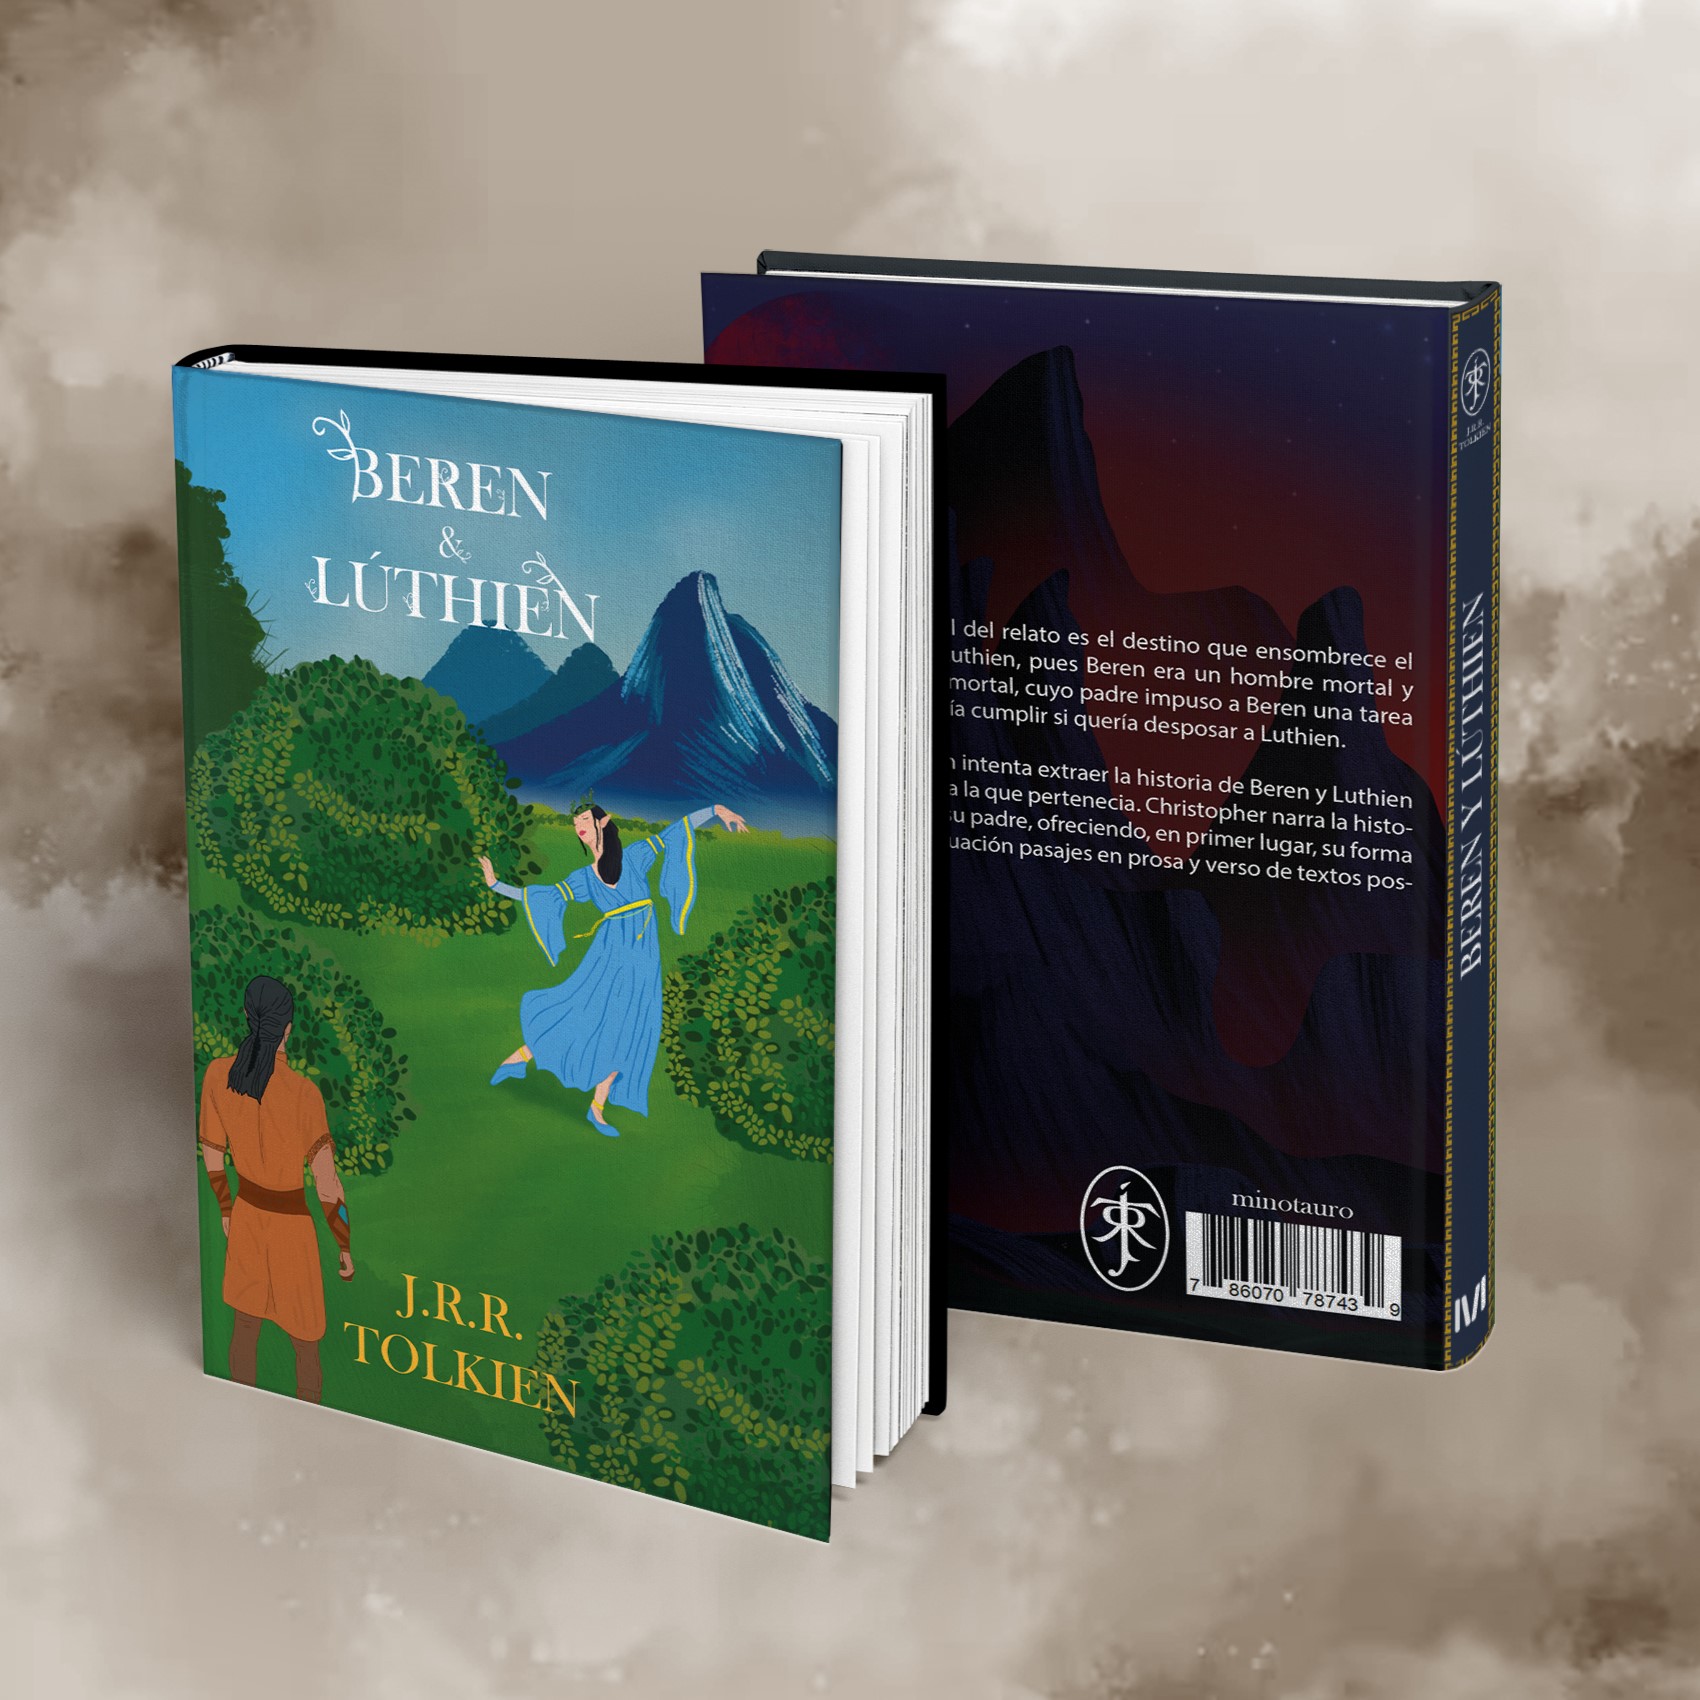 BEREN
&
LÚTHIEN
J.R.R.
TOLKIEN
l del relato es el destino que ensombrece el
uthien, pues Beren era un hombre mortal y
mortal, cuyo padre impuso a Beren una tarea
ía cumplir si quería desposar a Luthien.
n intenta extraer la historia de Beren y Luthien
a la que pertenecia. Christopher narra la histo-
su padre, ofreciendo, en primer lugar, su forma
uación pasajes en prosa y verso de textos pos-
minotauro
7 86070 78743 9
J.R.R.
TOLKIEN
BEREN Y LÚTHIEN